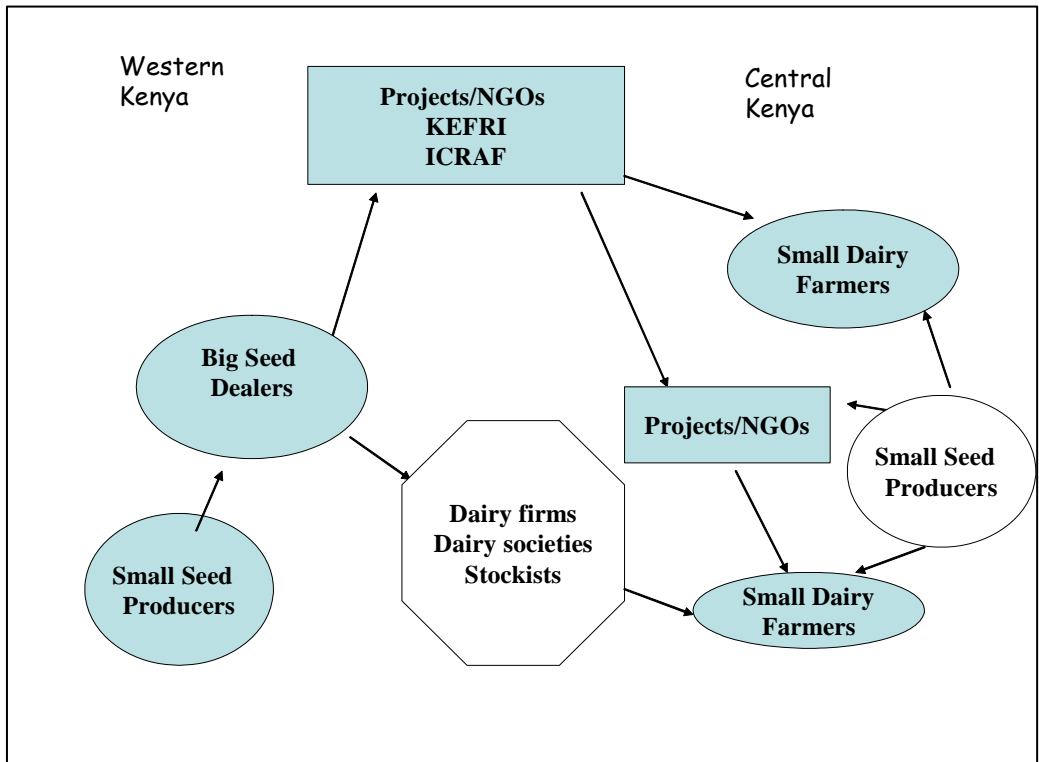 Western
Kenya
Projects/NGOs
KEFRI
ICRAF
Central
Kenya
Small Dairy
Farmers
Big Seed
Dealers
Projects/NGOs
Small Seed
Producers
Dairy firms
Dairy societies
Stockists
Small Seed
Producers
Small Dairy
Farmers